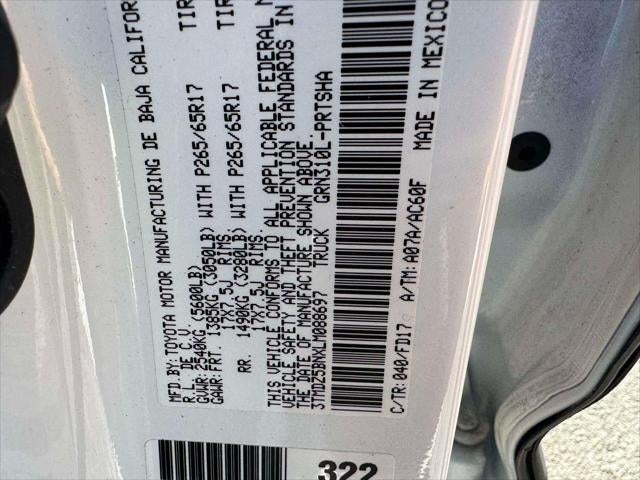 MFD.BY:TOYOTA MOTOR MANUFACTURING DE BAJA CALIFOR
R.L. DE C.V.
GVWR: 2540KG (5600LB)
GAWR:FRT. 1385KG (3050LB) WITH P265/65R17 TIR
17X7.5J RIMS
RR. 1490KG (3280LB) WITH P265/65R17 TIR
17X7.5J RIMS
THIS VEHICLE CONFORMS TO ALL APPLICABLE FEDERAL M
VEHICLE SAFETY AND THEFT PREVENTION STANDARDS IN
THE DATE OF MANUFACTURE SHOWN ABOVE.
3TMDZ5BNXLM088697 TRUCK GRN310L-PRTSHA
C/TR: 040/FD17 A/TM: A07A/AC60F MADE IN MEXICO
322